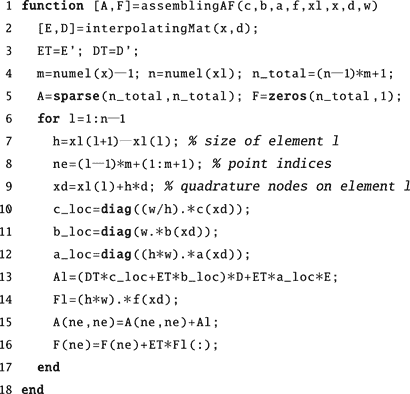 1 function [A,F]=assemblingAF(c,b,a,f,xl,x,d,w)
2 [E,D]=interpolatingMat(x,d);
3 ET=E’; DT=D’;
4 m=numel(x)—1; n=numel(xl); n_total=(n—1)*m+1;
5 A=sparse(n_total,n_total); F=zeros(n_total,1);
6 for l=1:n—1
7 h=xl(l+1)—xl(l); % size of element l
8 ne=(l—1)*m+(1:m+1); % point indices
9 xd=xl(l)+h*d; % quadrature nodes on element l
10 c_loc=diag((w/h).*c(xd));
11 b_loc=diag(w.*b(xd));
12 a_loc=diag((h*w).*a(xd));
13 Al=(DT*c_loc+ET*b_loc)*D+ET*a_loc*E;
14 Fl=(h*w).*f(xd);
15 A(ne,ne)=A(ne,ne)+Al;
16 F(ne)=F(ne)+ET*Fl(:);
17 end
18 end